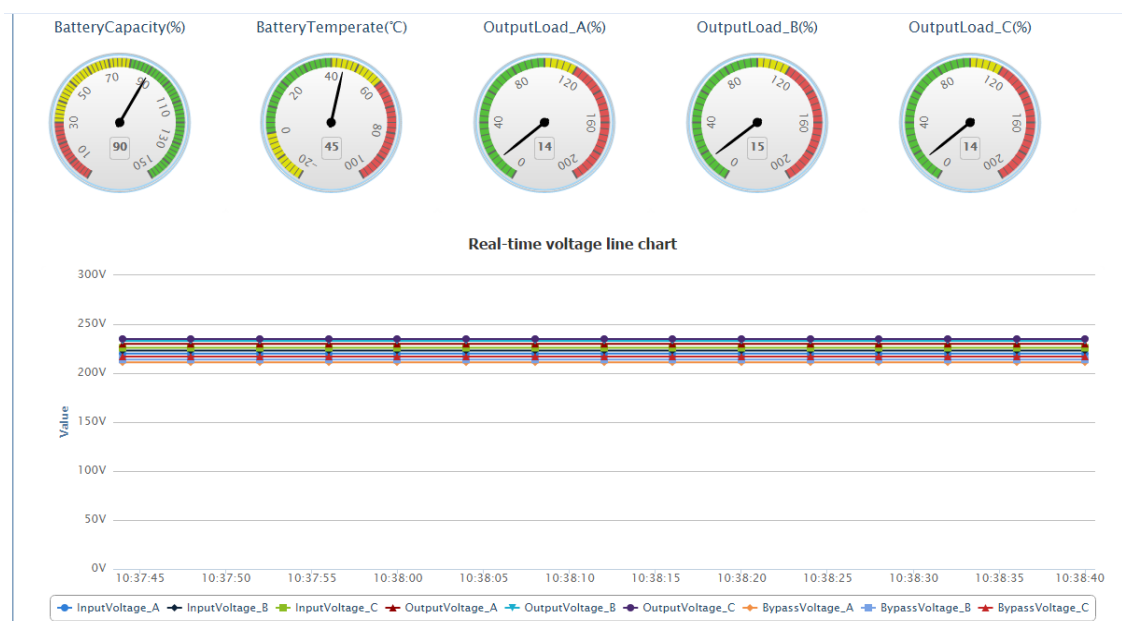 BatteryCapacity(%) BatteryTemperate(℃) OutputLoad_A(%) OutputLoad_B(%) OutputLoad_C(%)
10 30 50 70 90 110 130 150
90
-20 0 20 40 60 80 100
45
0 40 80 120 160 200
14
0 40 80 120 160 200
15
0 40 80 120 160 200
14
Real-time voltage line chart
300V
250V
200V
150V
100V
50V
0V
Value
10:37:45 10:37:50 10:37:55 10:38:00 10:38:05 10:38:10 10:38:15 10:38:20 10:38:25 10:38:30 10:38:35 10:38:40
InputVoltage_A InputVoltage_B InputVoltage_C OutputVoltage_A OutputVoltage_B OutputVoltage_C BypassVoltage_A BypassVoltage_B BypassVoltage_C